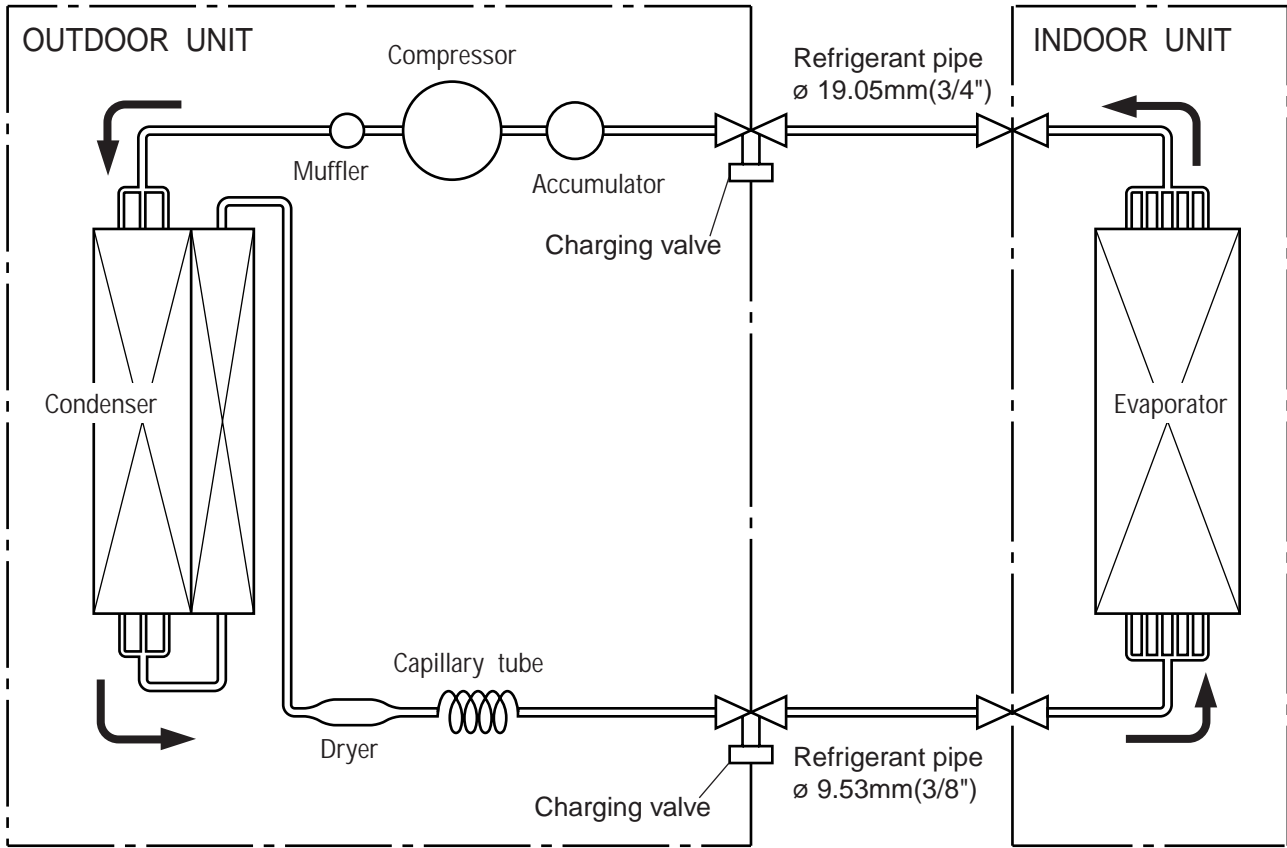 OUTDOOR UNIT
INDOOR UNIT
Compressor
Refrigerant pipe
ø 19.05mm(3/4")
Muffler
Accumulator
Charging valve
Condenser
Evaporator
Capillary tube
Dryer
Refrigerant pipe
ø 9.53mm(3/8")
Charging valve